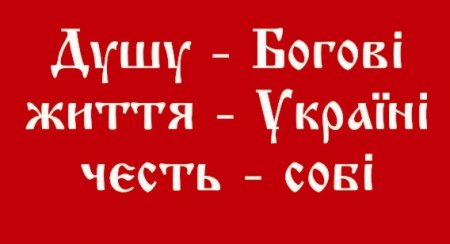 Душу - Богові
життя - Україні
честь - собі